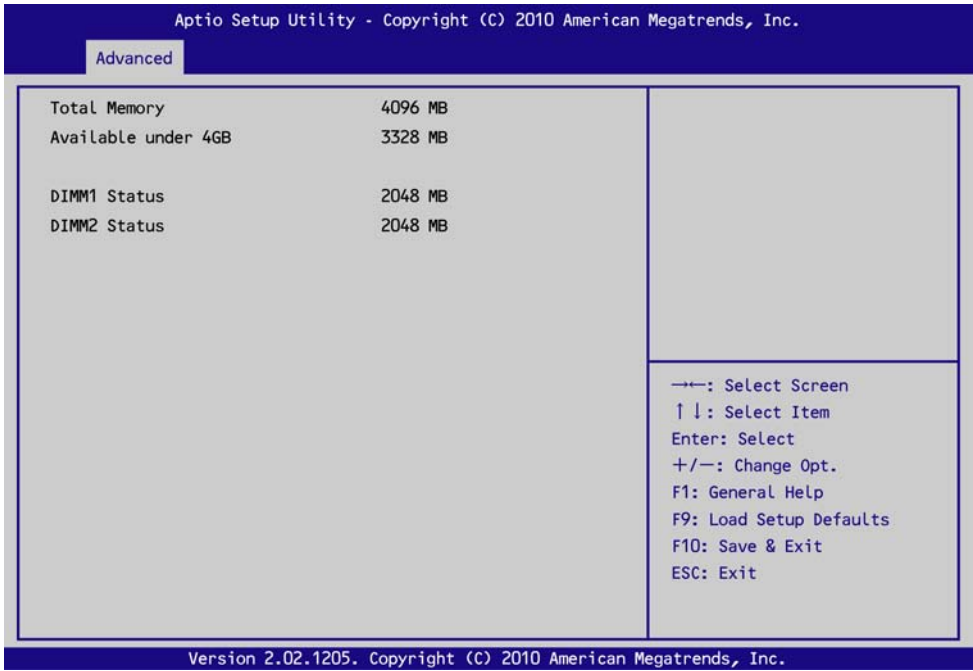 Aptio Setup Utility - Copyright (C) 2010 American Megatrends, Inc.
Advanced
Total Memory 4096 MB
Available under 4GB 3328 MB
DIMM1 Status 2048 MB
DIMM2 Status 2048 MB
→←: Select Screen
↑↓: Select Item
Enter: Select
+/-: Change Opt.
F1: General Help
F9: Load Setup Defaults
F10: Save & Exit
ESC: Exit
Version 2.02.1205. Copyright (C) 2010 American Megatrends, Inc.